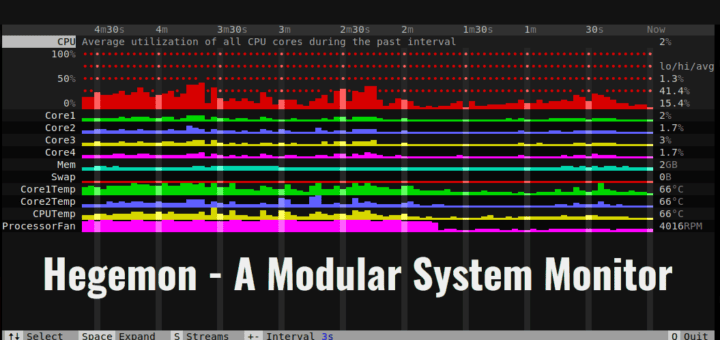 4m30s 4m 3m30s 3m 2m30s 2m 1m30s 1m 30s Now
CPU Average utilization of all CPU cores during the past interval 2%
100%
lo/hi/avg
50% 1.3%
41.4%
0% 15.4%
Core1 2%
Core2 1.7%
Core3 3%
Core4 1.7%
Mem 2GB
Swap 0B
Core1Temp 66°C
Core2Temp 66°C
CPUTemp 66°C
ProcessorFan 4016RPM
Hegemon - A Modular System Monitor
↑↓ Select Space Expand S Streams +- Interval 3s Q Quit